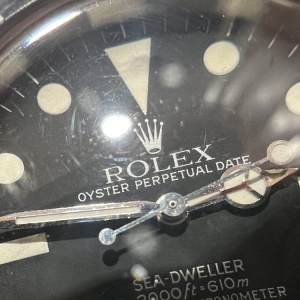 ROLEX
OYSTER PERPETUAL DATE
SEA-DWELLER
2000ft = 610m